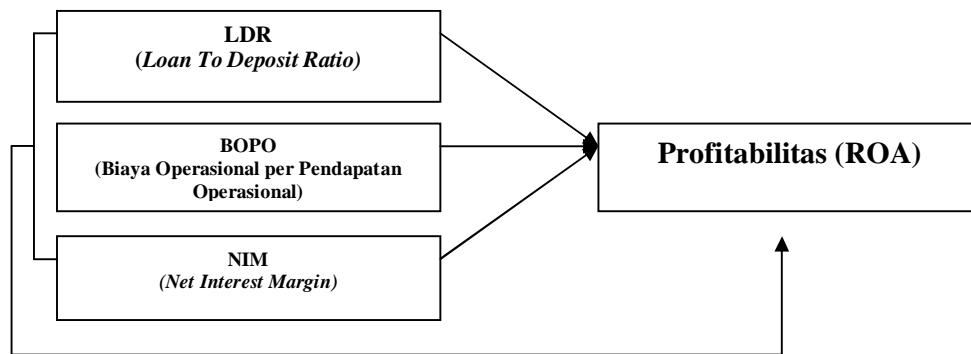 LDR
(Loan To Deposit Ratio)
BOPO
(Biaya Operasional per Pendapatan
Operasional)
NIM
(Net Interest Margin)
Profitabilitas (ROA)